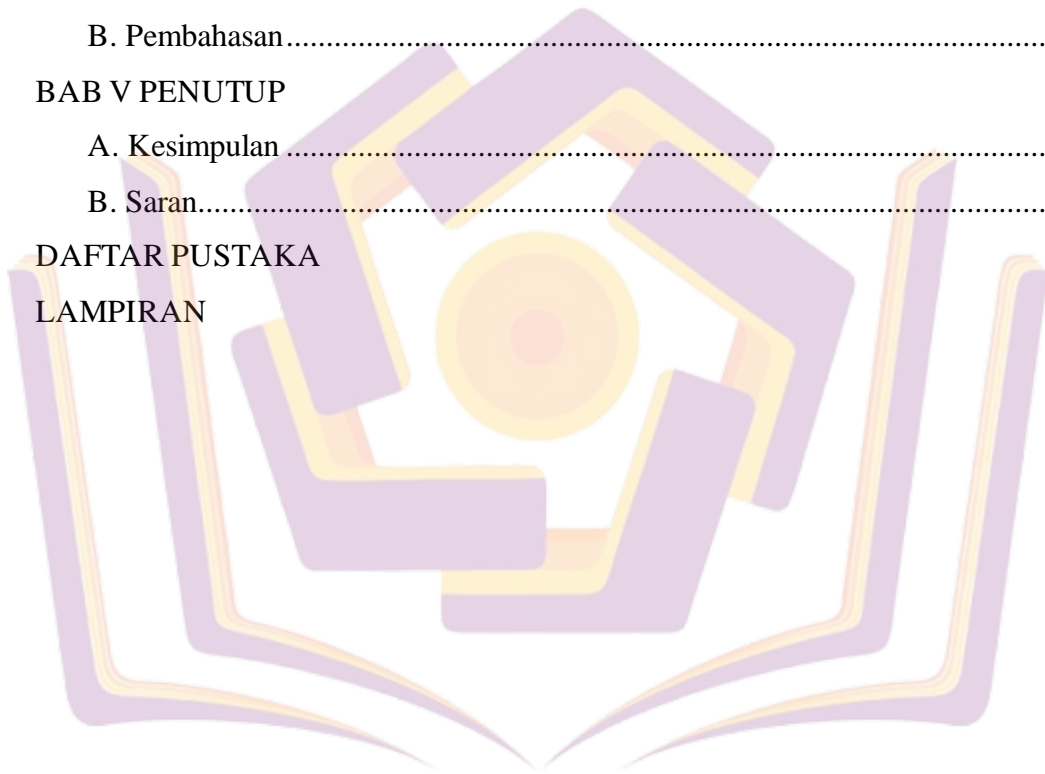 B. Pembahasan...............................................................................................
BAB V PENUTUP
A. Kesimpulan ...............................................................................................
B. Saran..........................................................................................................
DAFTAR PUSTAKA
LAMPIRAN